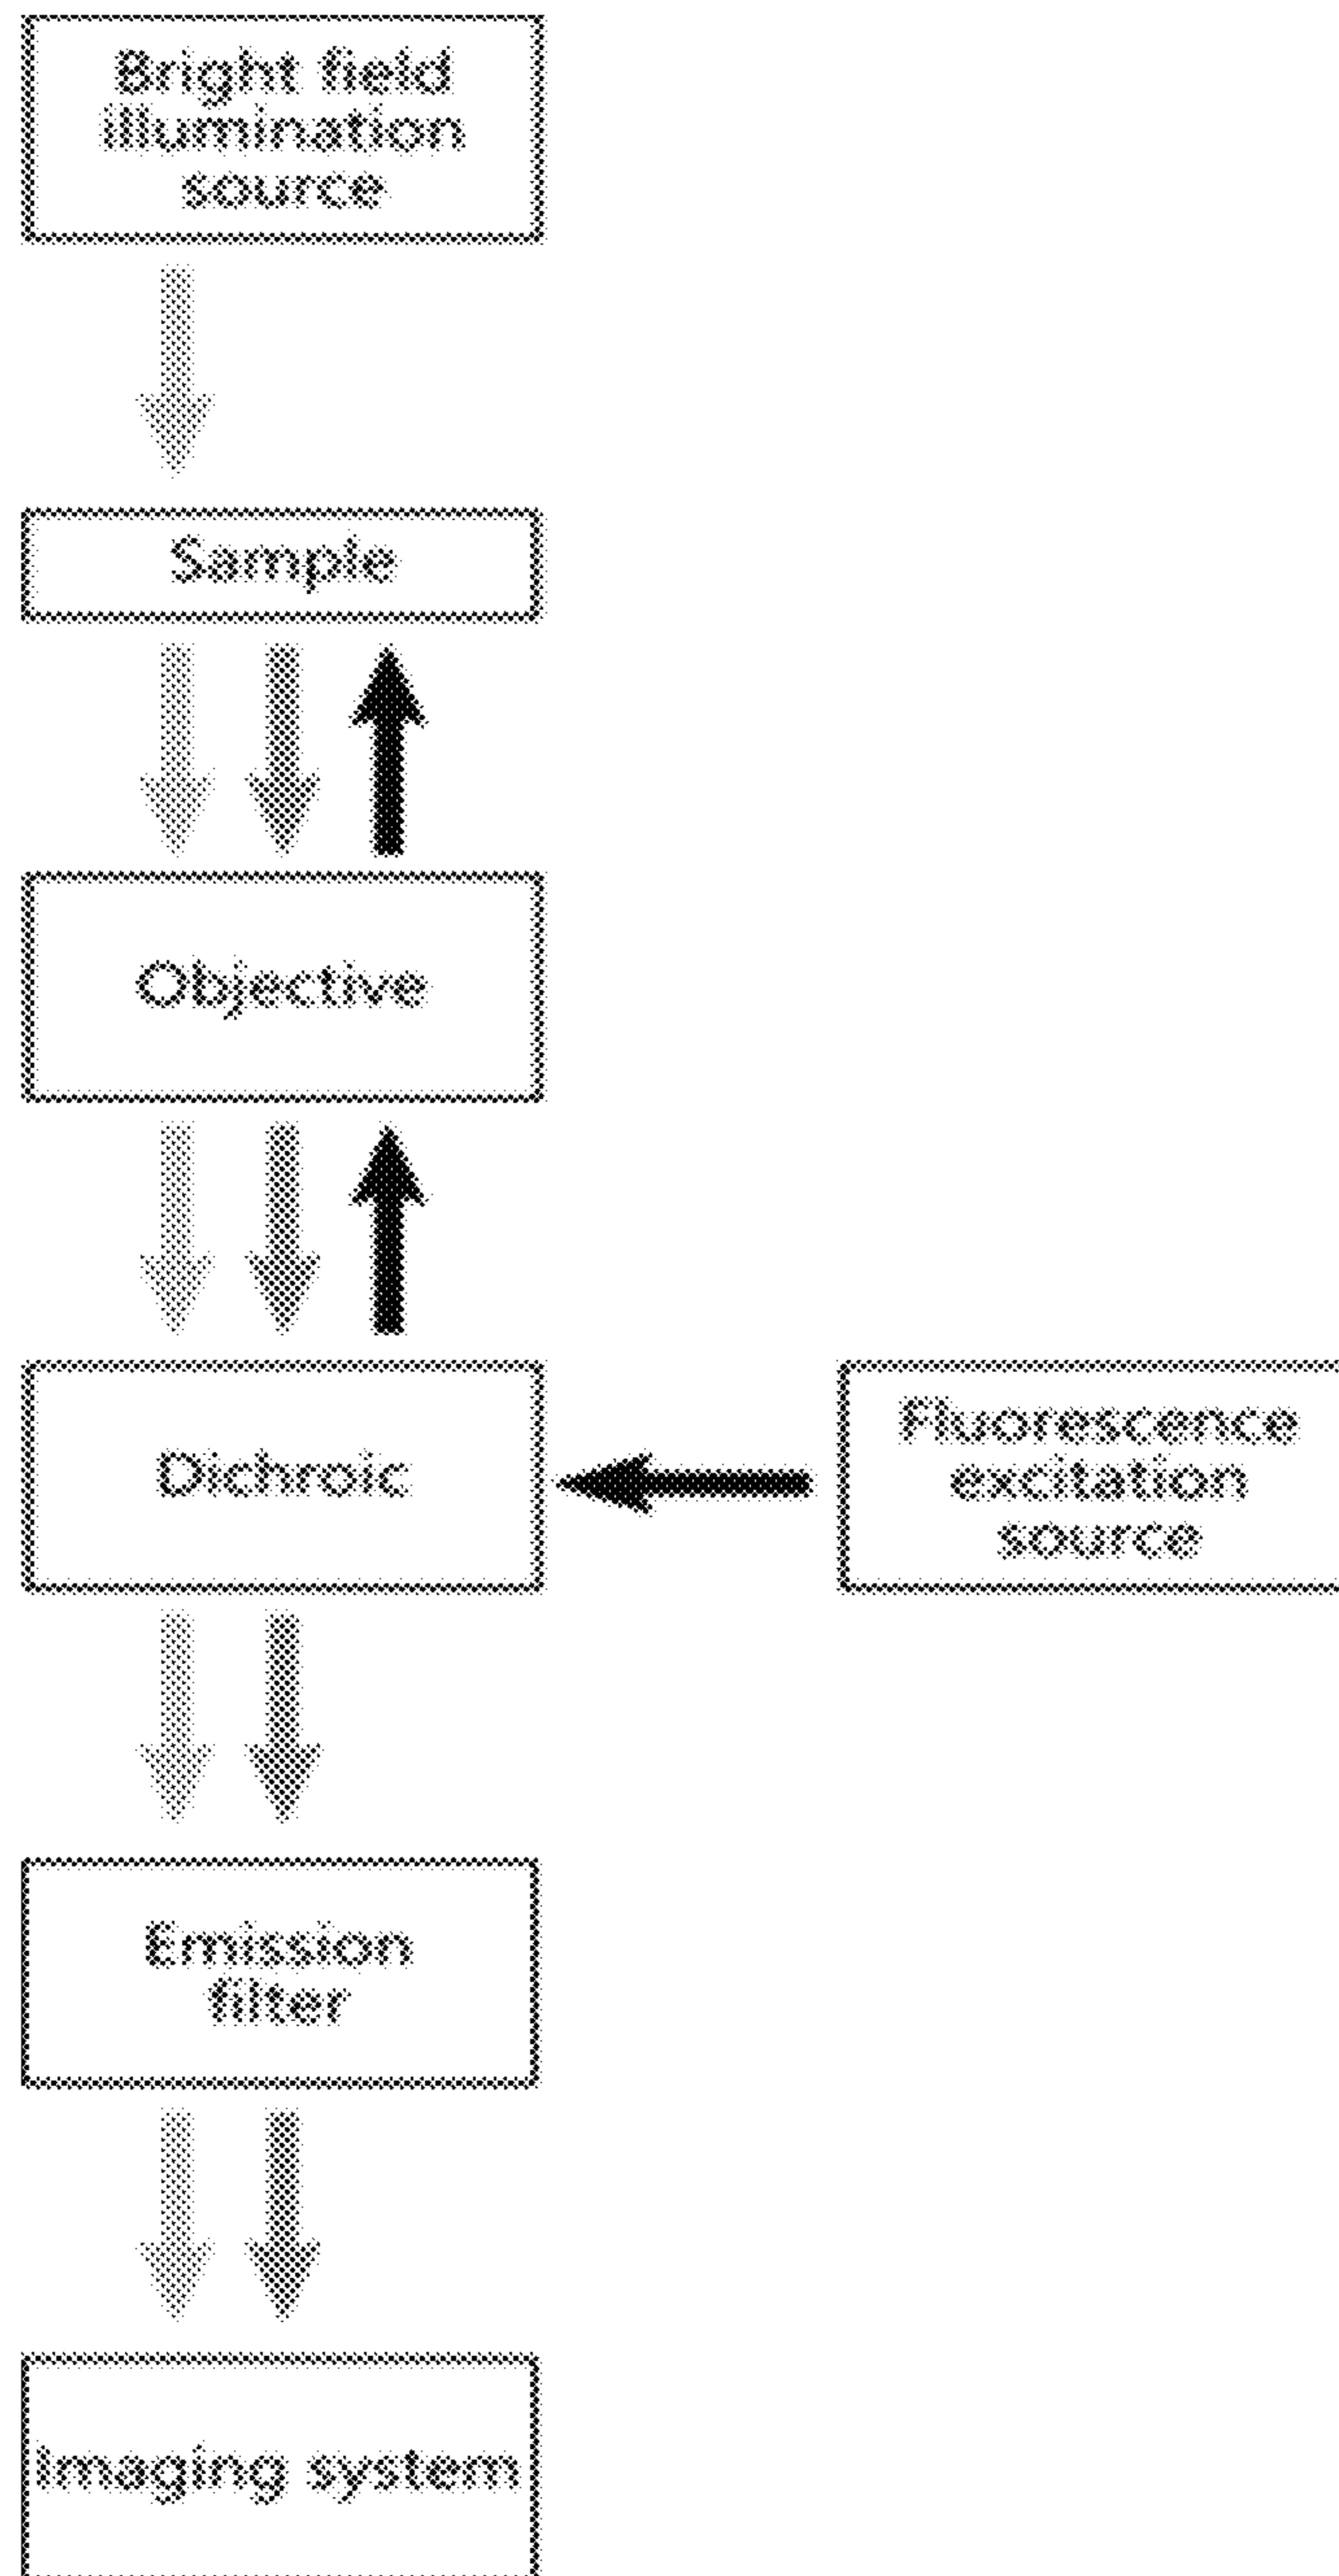 Bright field
illumination
source
Sample
Objective
Dichroic
Fluorescence
excitation
source
Emission
filter
Imaging system